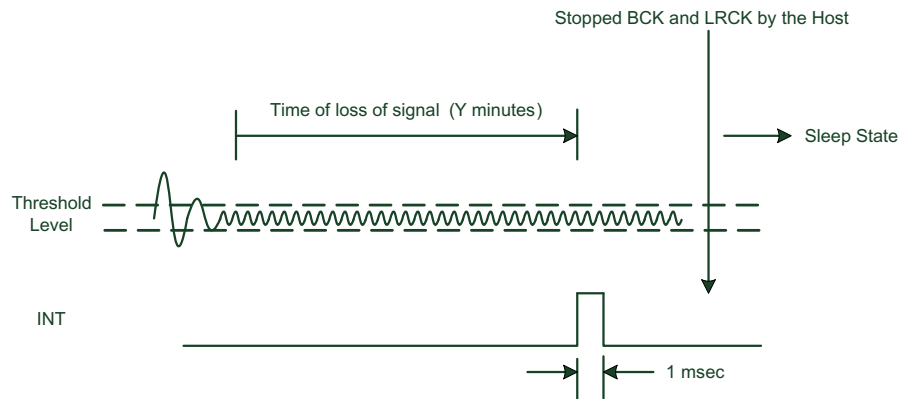 Stopped BCK and LRCK by the Host
Time of loss of signal (Y minutes)
Sleep State
Threshold
Level
INT
1 msec